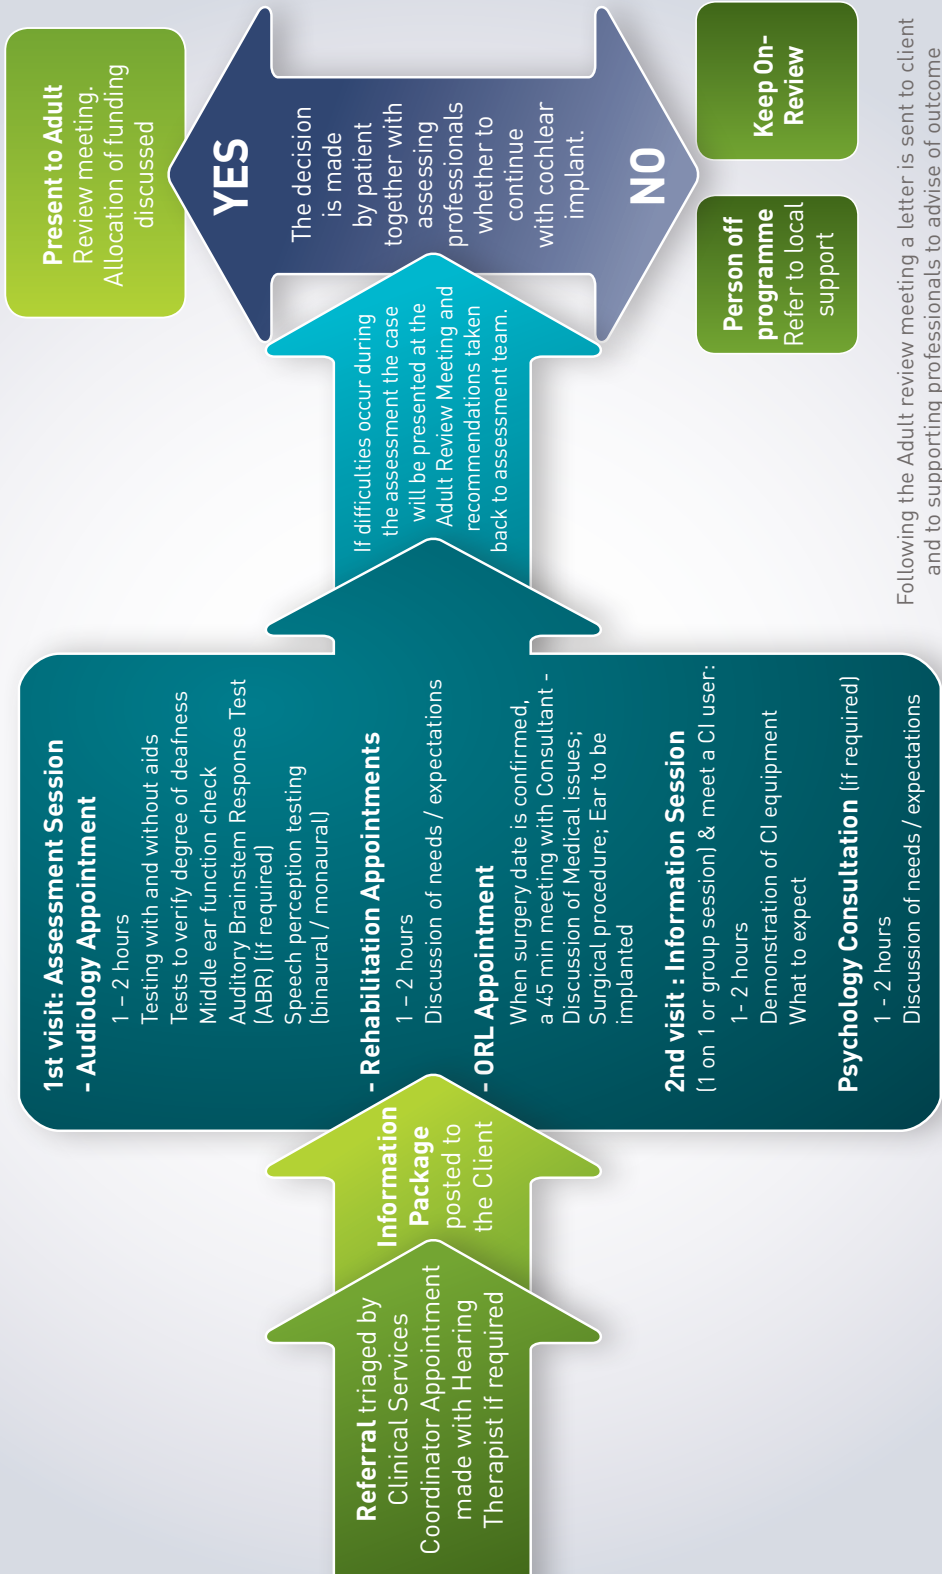 Referral triaged by
Clinical Services
Coordinator Appointment
made with Hearing
Therapist if required
Information
Package
posted to
the Client
1st visit: Assessment Session
- Audiology Appointment
1 – 2 hours
Testing with and without aids
Tests to verify degree of deafness
Middle ear function check
Auditory Brainstem Response Test
(ABR) (if required)
Speech perception testing
(binaural / monaural)
- Rehabilitation Appointments
1 – 2 hours
Discussion of needs / expectations
- ORL Appointment
When surgery date is confirmed,
a 45 min meeting with Consultant -
Discussion of Medical issues;
Surgical procedure; Ear to be
implanted
2nd visit : Information Session
(1 on 1 or group session) & meet a CI user:
1- 2 hours
Demonstration of CI equipment
What to expect
Psychology Consultation (if required)
1 - 2 hours
Discussion of needs / expectations
If difficulties occur during
the assessment the case
will be presented at the
Adult Review Meeting and
recommendations taken
back to assessment team.
YES
The decision
is made
by patient
together with
assessing
professionals
whether to
continue
with cochlear
implant.
NO
Present to Adult
Review meeting.
Allocation of funding
discussed
Person off
programme
Refer to local
support
Keep On-
Review
Following the Adult review meeting a letter is sent to client
and to supporting professionals to advise of outcome